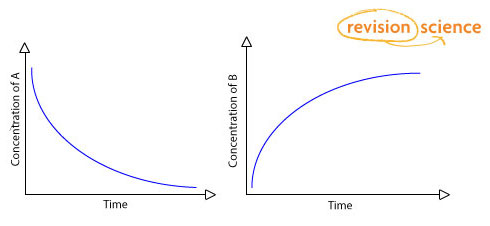 revision science
Concentration of A
Time
Concentration of B
Time